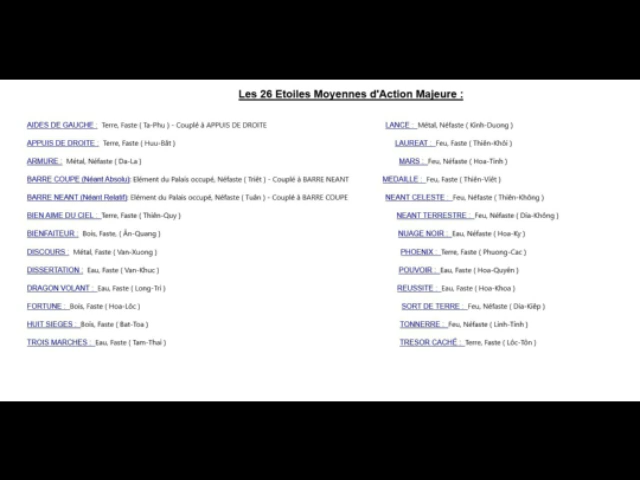 Les 26 Etoiles Moyennes d'Action Majeure :
AIDES DE GAUCHE : Terre, Faste ( Ta-Phu ) - Couplé à APPUIS DE DROITE
APPUIS DE DROITE : Terre, Faste ( Huu-Bât )
ARMURE : Métal, Néfaste ( Da-La )
BARRE COUPE (Néant Absolu): Elément du Palais occupé, Néfaste ( Triêt ) - Couplé à BARRE NEANT
BARRE NEANT (Néant Relatif): Elément du Palais occupé, Néfaste ( Tuân ) - Couplé à BARRE COUPE
BIEN AIME DU CIEL : Terre, Faste ( Thiên-Quy )
BIENFAITEUR : Bois, Faste, ( Ân-Quang )
DISCOURS : Métal, Faste ( Van-Xuong )
DISSERTATION : Eau, Faste ( Van-Khuc )
DRAGON VOLANT : Eau, Faste ( Long-Tri )
FORTUNE : Bois, Faste ( Hoa-Lôc )
HUIT SIEGES : Bois, Faste ( Bat-Toa )
TROIS MARCHES : Eau, Faste ( Tam-Thai )
LANCE : Métal, Néfaste ( Kinh-Duong )
LAUREAT : Feu, Faste ( Thiên-Khôi )
MARS : Feu, Néfaste ( Hoa-Tinh )
MEDAILLE : Feu, Faste ( Thiên-Viêt )
NEANT CELESTE : Feu, Néfaste ( Thiên-Không )
NEANT TERRESTRE : Feu, Néfaste ( Dia-Không )
NUAGE NOIR : Eau, Néfaste ( Hoa-Ky )
PHOENIX : Terre, Faste ( Phuong-Cac )
POUVOIR : Eau, Faste ( Hoa-Quyên )
REUSSITE : Eau, Faste ( Hoa-Khoa )
SORT DE TERRE : Feu, Néfaste ( Dia-Kiêp )
TONNERRE : Feu, Néfaste ( Linh-Tinh )
TRESOR CACHÉ : Terre, Faste ( Lôc-Tôn )